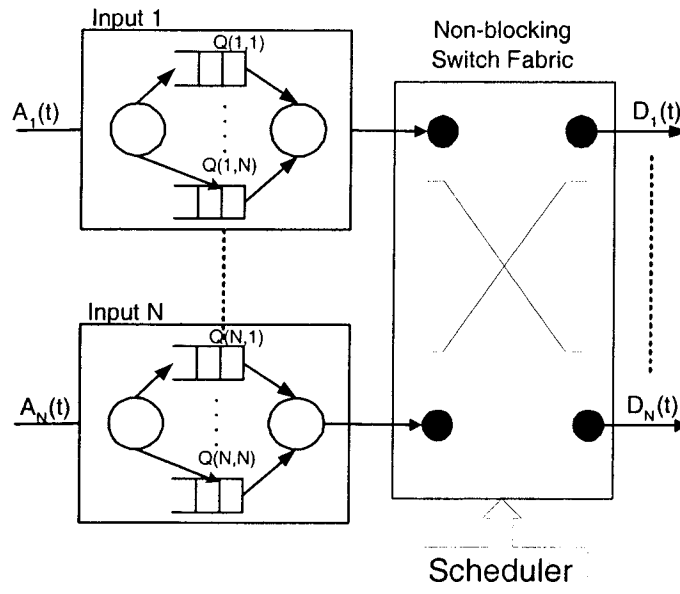 Input 1
Non-blocking
Switch Fabric
Q(1,1)
A1(t)
D1(t)
Q(1,N)
Input N
Q(N,1)
AN(t)
DN(t)
Q(N,N)
Scheduler